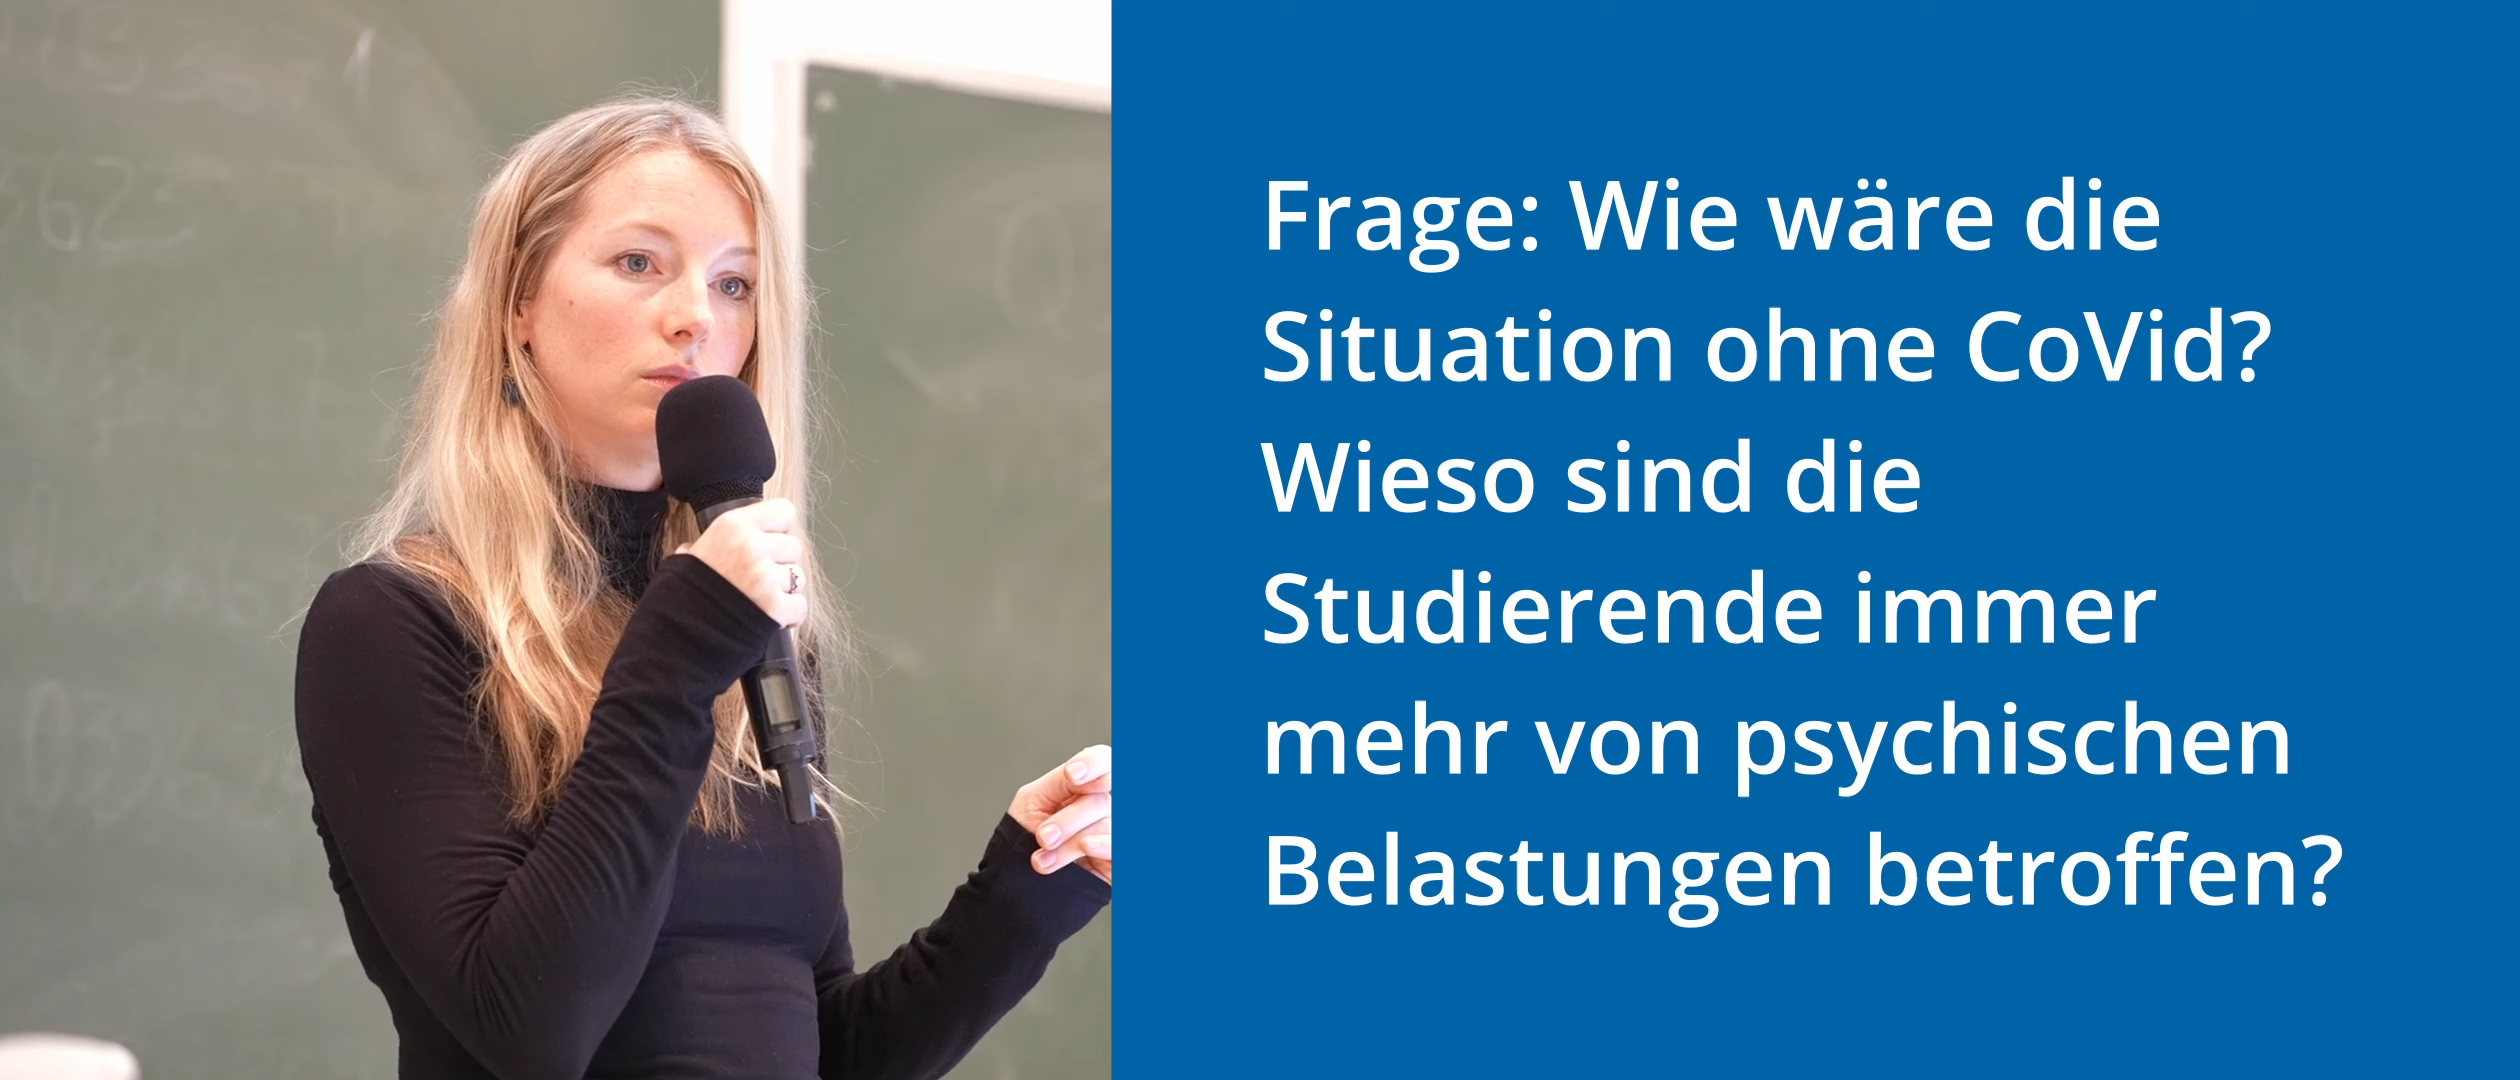 Frage: Wie wäre die
Situation ohne CoVid?
Wieso sind die
Studierende immer
mehr von psychischen
Belastungen betroffen?